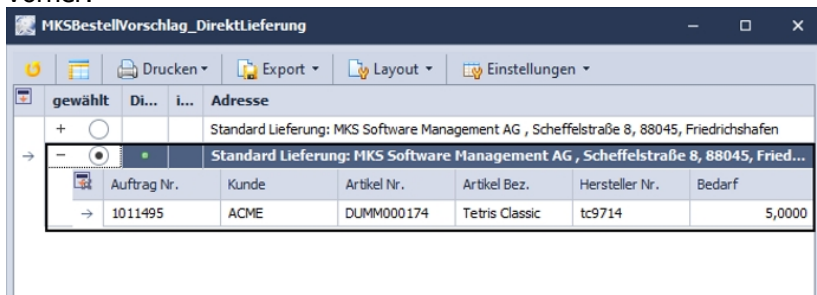 MKSBestellVorschlag_DirektLieferung
Drucken Export Layout Einstellungen
gewählt Di... i... Adresse
Standard Lieferung: MKS Software Management AG , Scheffelstraße 8, 88045, Friedrichshafen
Standard Lieferung: MKS Software Management AG , Scheffelstraße 8, 88045, Fried...
Auftrag Nr. Kunde Artikel Nr. Artikel Bez. Hersteller Nr. Bedarf
1011495 ACME DUMM000174 Tetris Classic tc9714 5,0000